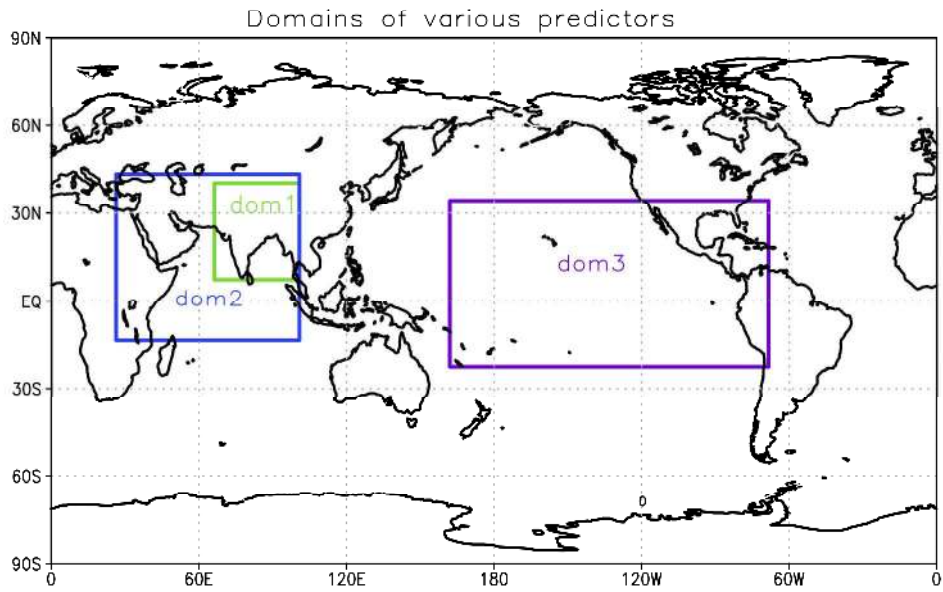 Domains of various predictors
90N
60N
30N
EQ
30S
60S
90S
dom1
dom2
dom3
0 60E 120E 180 120W 60W 0